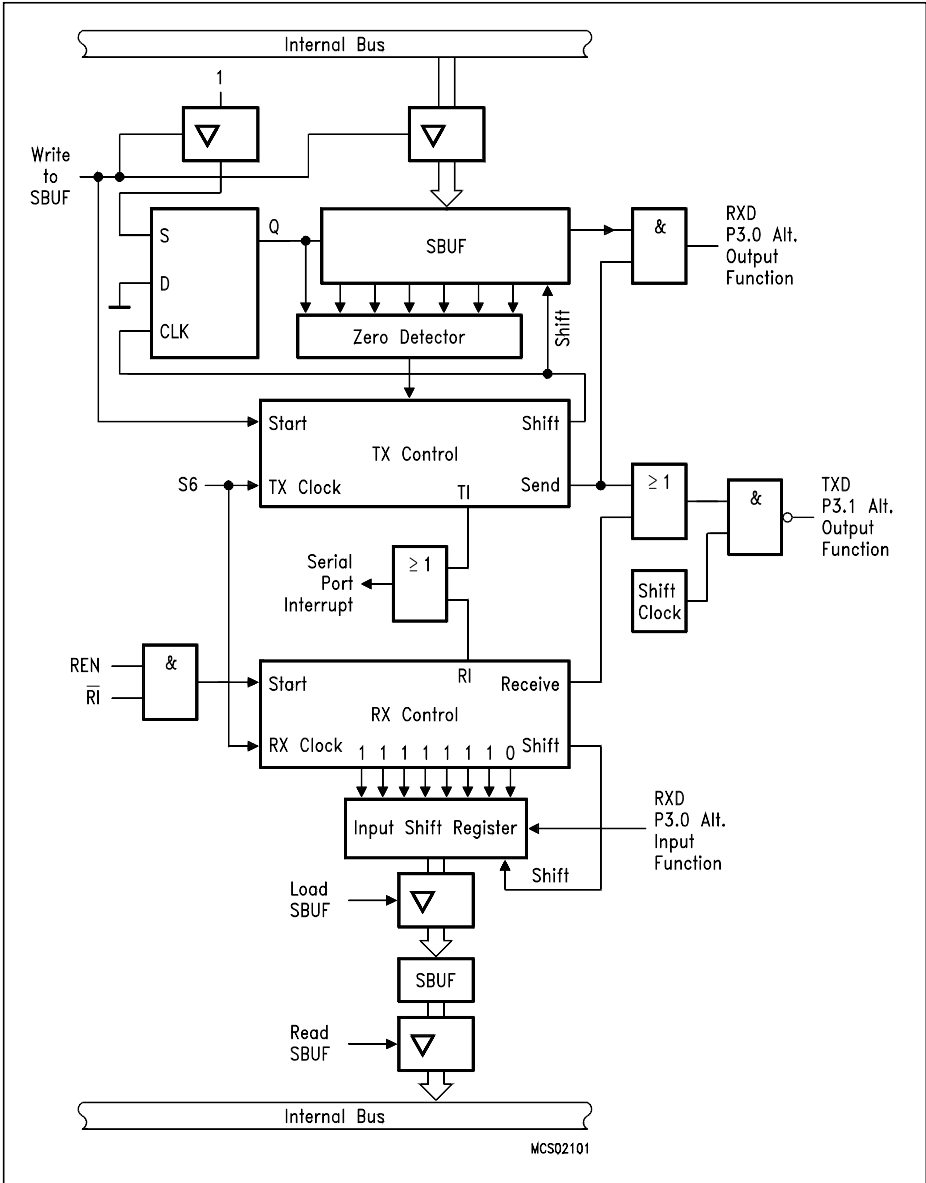 Internal Bus
1
Write
to
SBUF
S
D
CLK
Q
SBUF
&
RXD
P3.0 Alt.
Output
Function
Zero Detector
Shift
Start
Shift
TX Control
S6
TX Clock
TI
Send
≥1
&
TXD
P3.1 Alt.
Output
Function
Serial
Port
Interrupt
≥1
Shift
Clock
REN
R̅I̅
&
Start
RI
Receive
RX Control
RX Clock
1 1 1 1 1 1 1 0
Shift
Input Shift Register
RXD
P3.0 Alt.
Input
Function
Shift
Load
SBUF
SBUF
Read
SBUF
Internal Bus
MCS02101